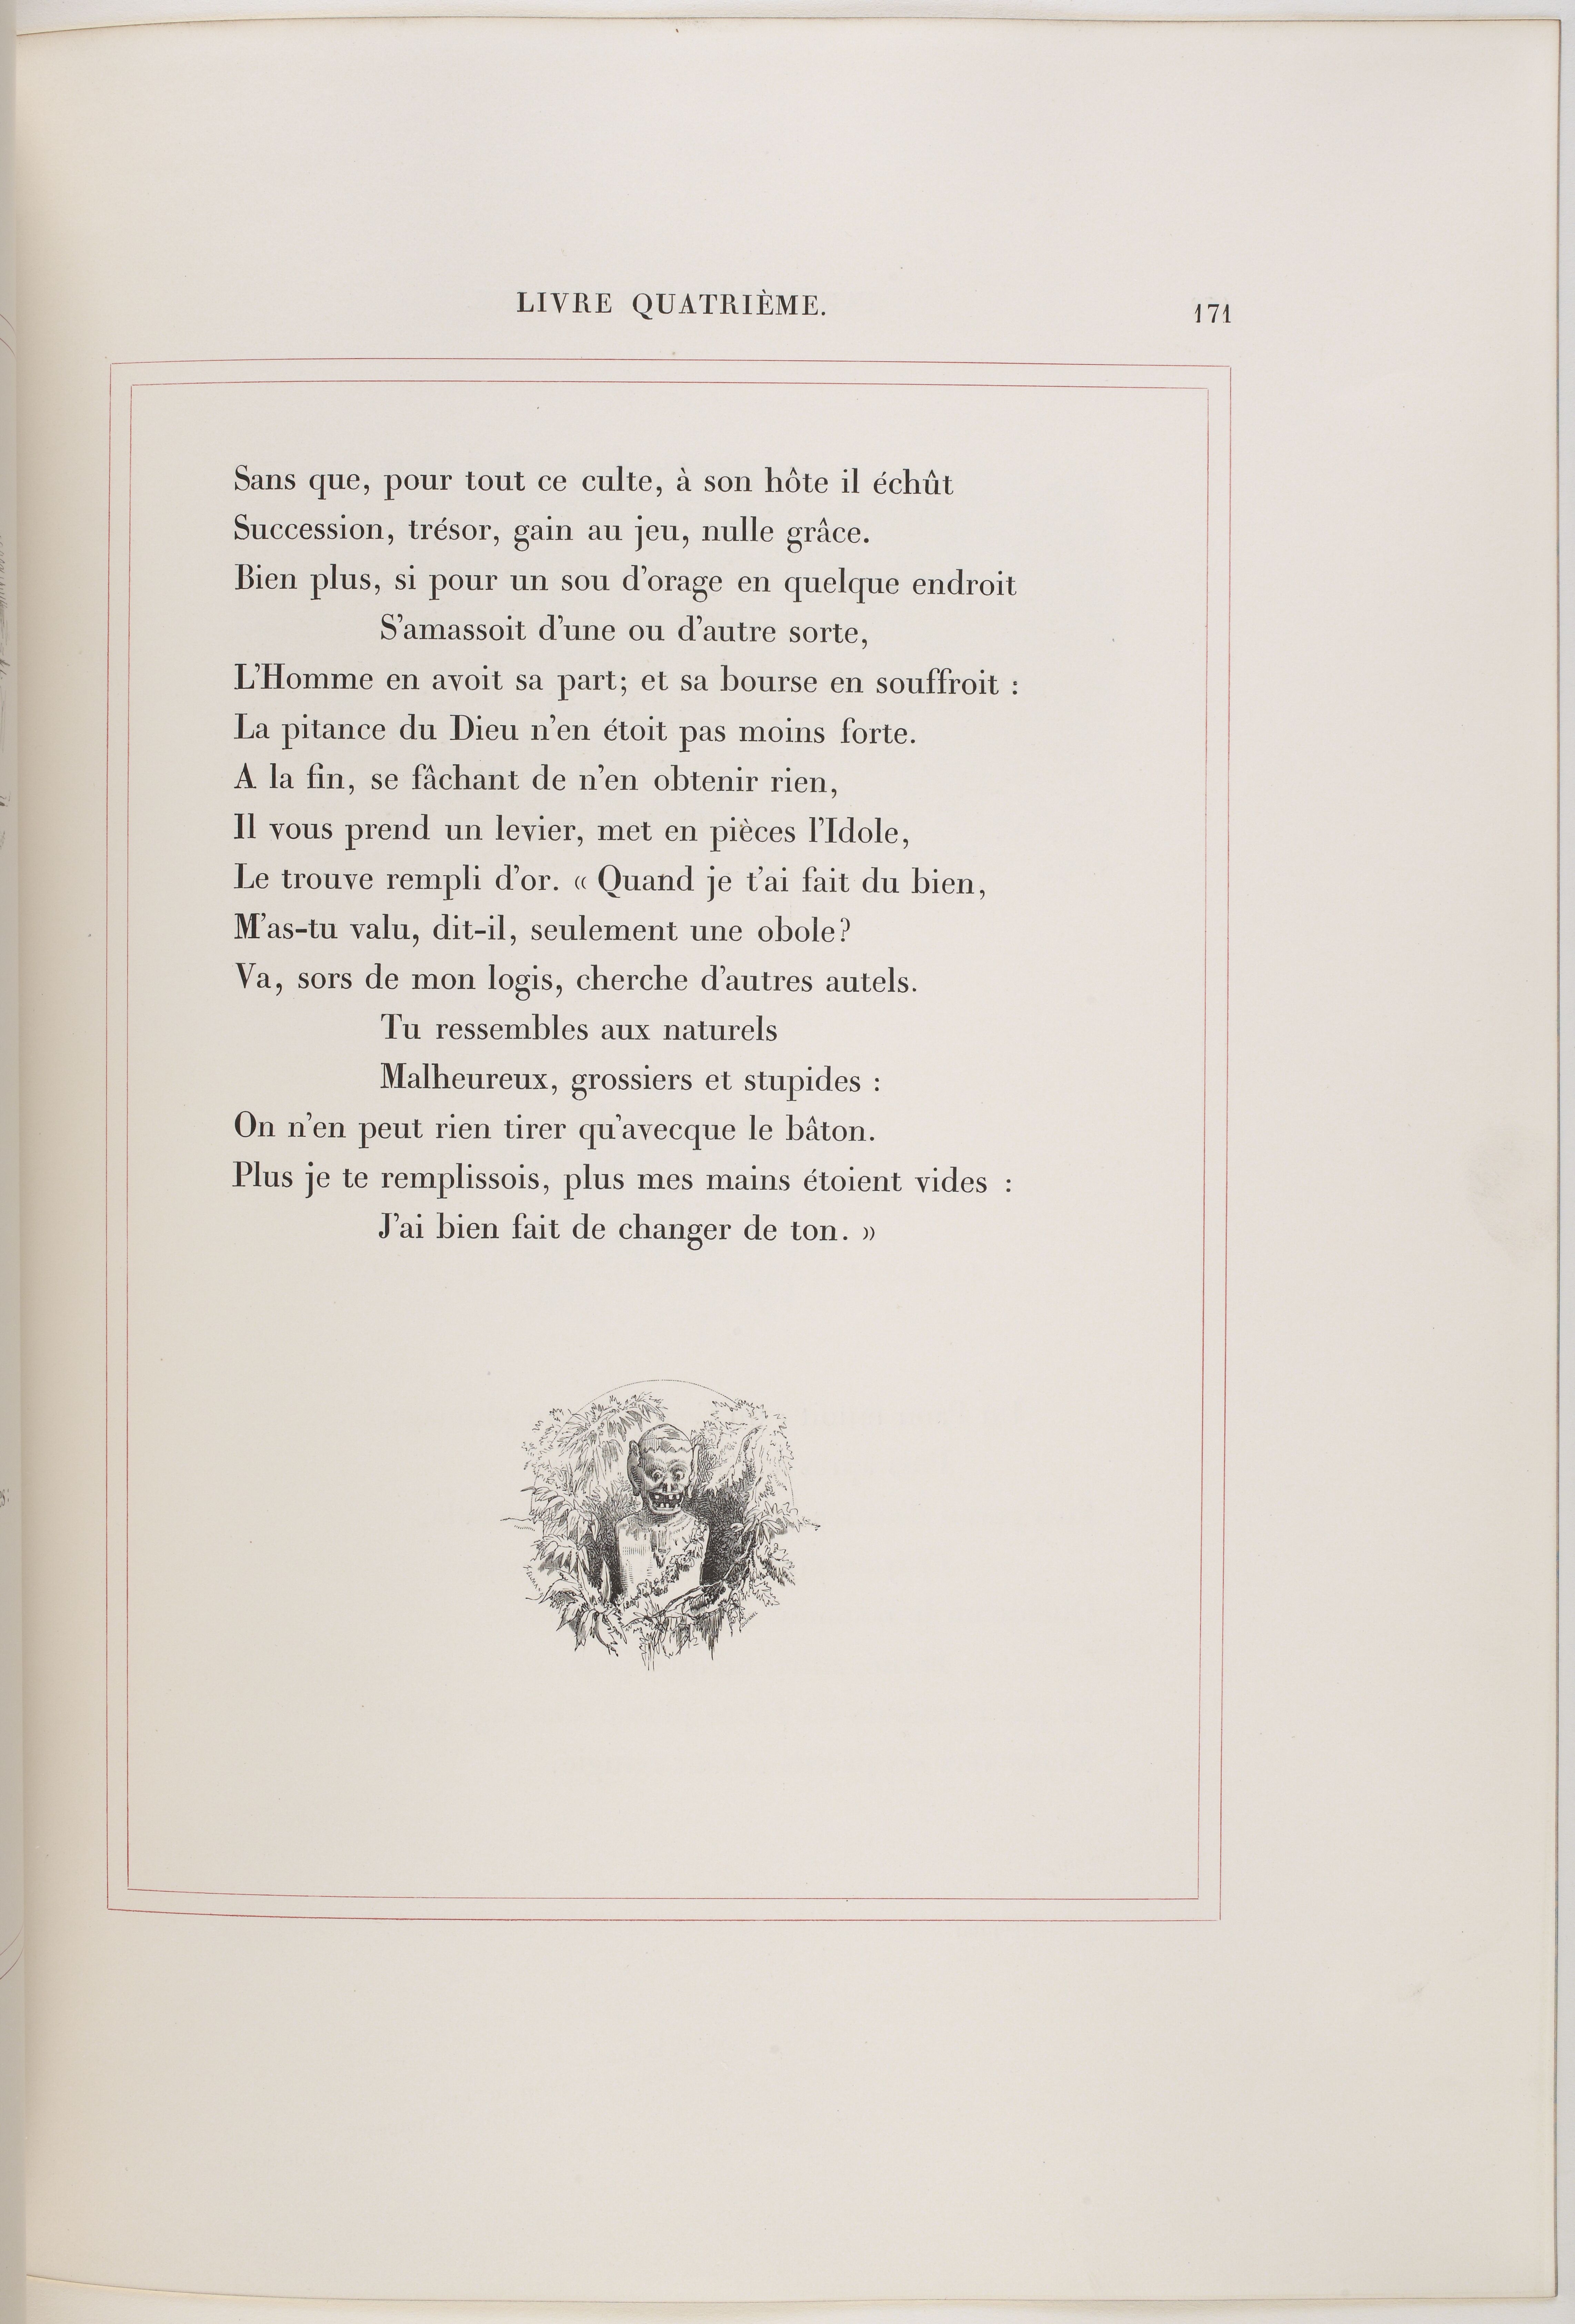 LIVRE QUATRIÈME.
171
Sans que, pour tout ce culte, à son hôte il échût
Succession, trésor, gain au jeu, nulle grâce.
Bien plus, si pour un sou d'orage en quelque endroit
S'amassoit d'une ou d'autre sorte,
L'Homme en avoit sa part; et sa bourse en souffroit :
La pitance du Dieu n'en étoit pas moins forte.
A la fin, se fâchant de n'en obtenir rien,
Il vous prend un levier, met en pièces l'Idole,
Le trouve rempli d'or. « Quand je t'ai fait du bien,
M'as-tu valu, dit-il, seulement une obole?
Va, sors de mon logis, cherche d'autres autels.
Tu ressembles aux naturels
Malheureux, grossiers et stupides :
On n'en peut rien tirer qu'avecque le bâton.
Plus je te remplissois, plus mes mains étoient vides :
J'ai bien fait de changer de ton. »